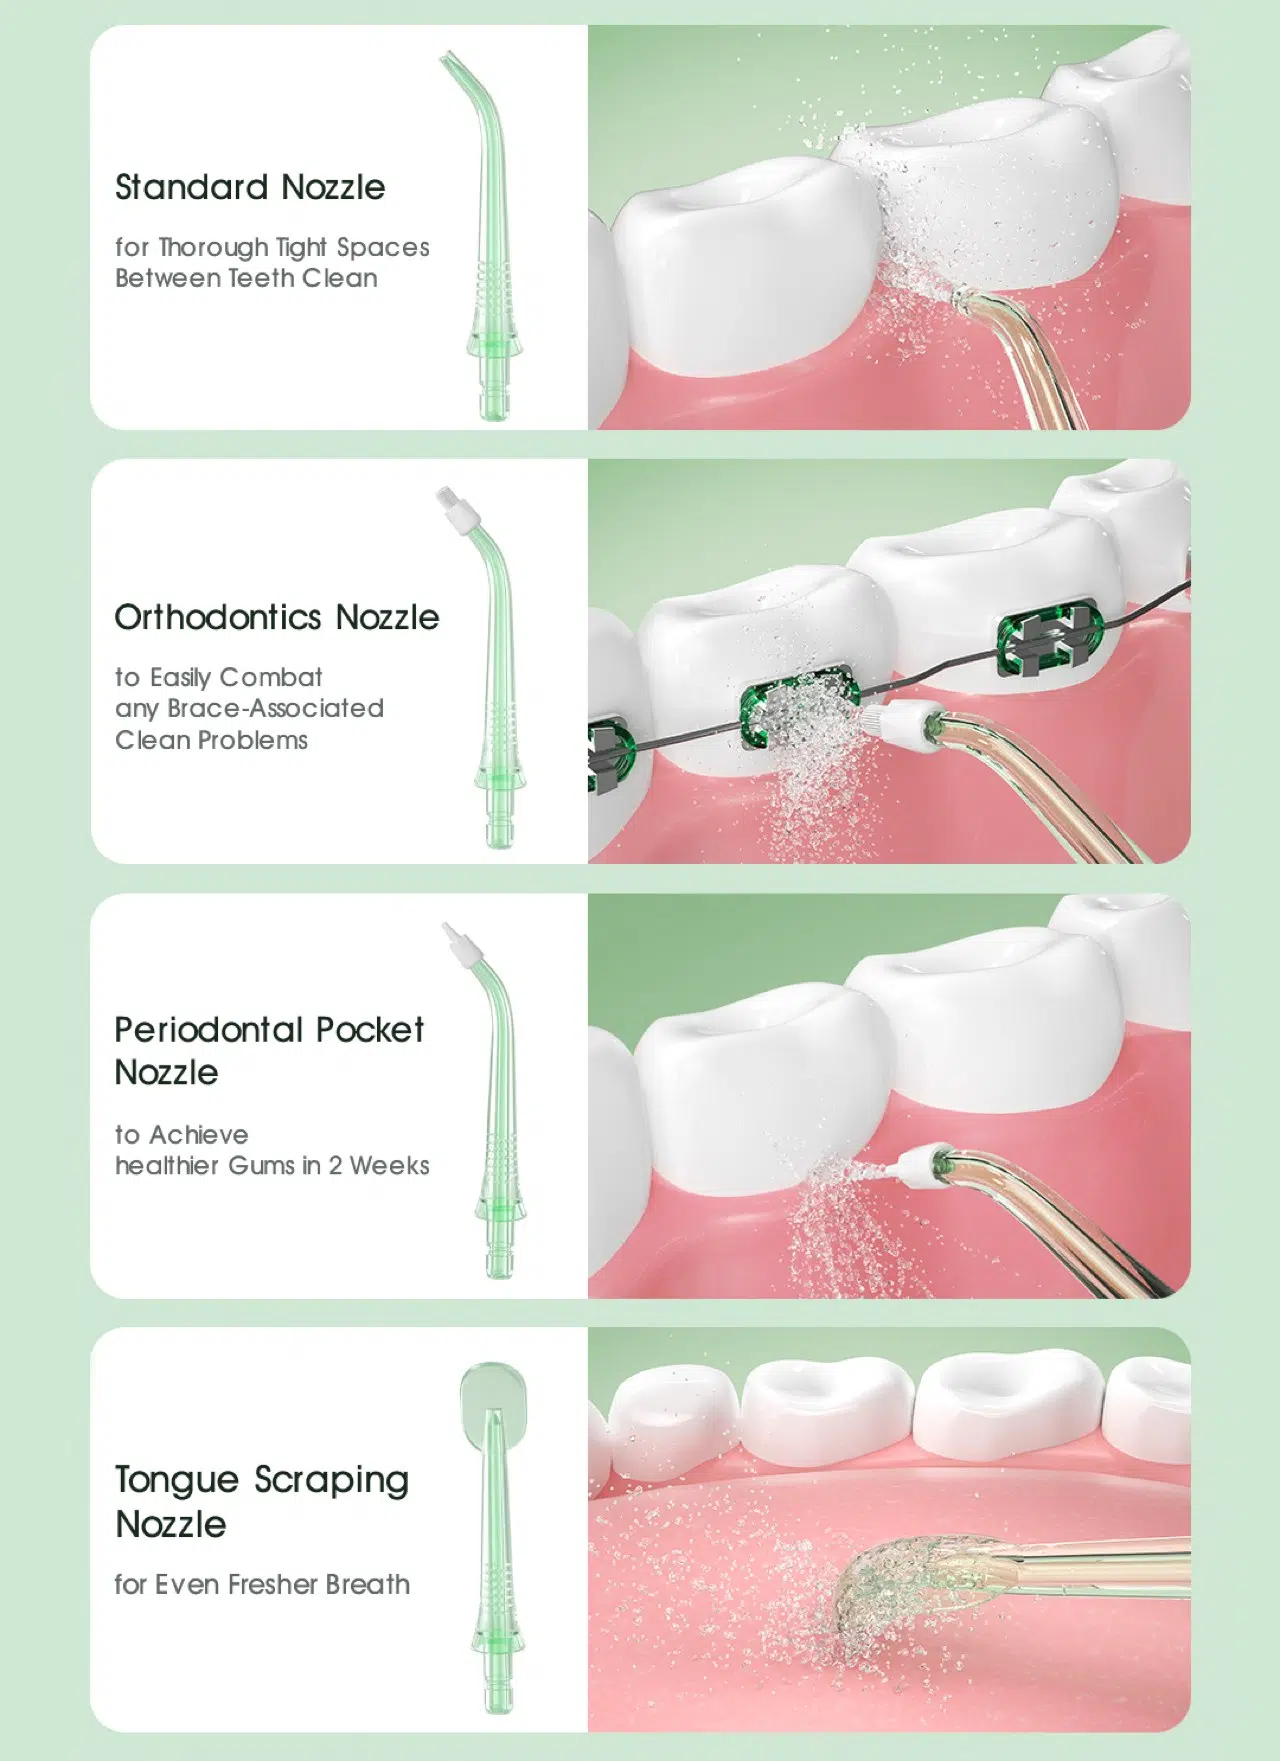 Standard Nozzle
for Thorough Tight Spaces
Between Teeth Clean
Orthodontics Nozzle
to Easily Combat
any Brace-Associated
Clean Problems
Periodontal Pocket
Nozzle
to Achieve
healthier Gums in 2 Weeks
Tongue Scraping
Nozzle
for Even Fresher Breath